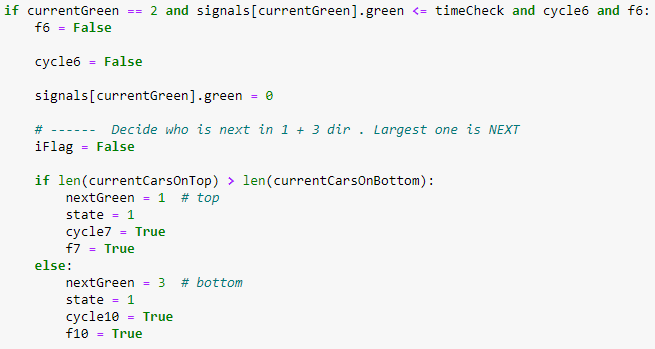 if currentGreen == 2 and signals[currentGreen].green <= timeCheck and cycle6 and f6:
    f6 = False

    cycle6 = False

    signals[currentGreen].green = 0

    # ------  Decide who is next in 1 + 3 dir . Largest one is NEXT
    iFlag = False

    if len(currentCarsOnTop) > len(currentCarsOnBottom):
        nextGreen = 1  # top
        state = 1
        cycle7 = True
        f7 = True
    else:
        nextGreen = 3  # bottom
        state = 1
        cycle10 = True
        f10 = True